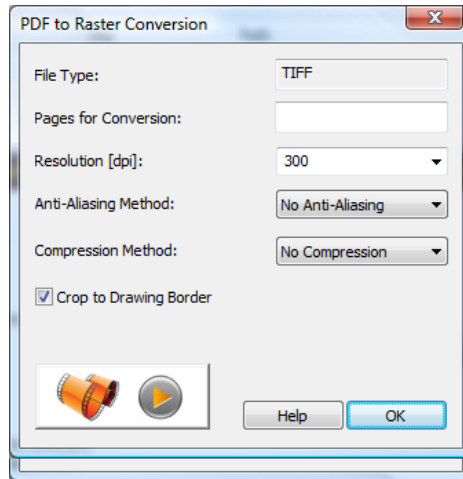 PDF to Raster Conversion
File Type: TIFF
Pages for Conversion:
Resolution [dpi]: 300
Anti-Aliasing Method: No Anti-Aliasing
Compression Method: No Compression
Crop to Drawing Border
Help OK